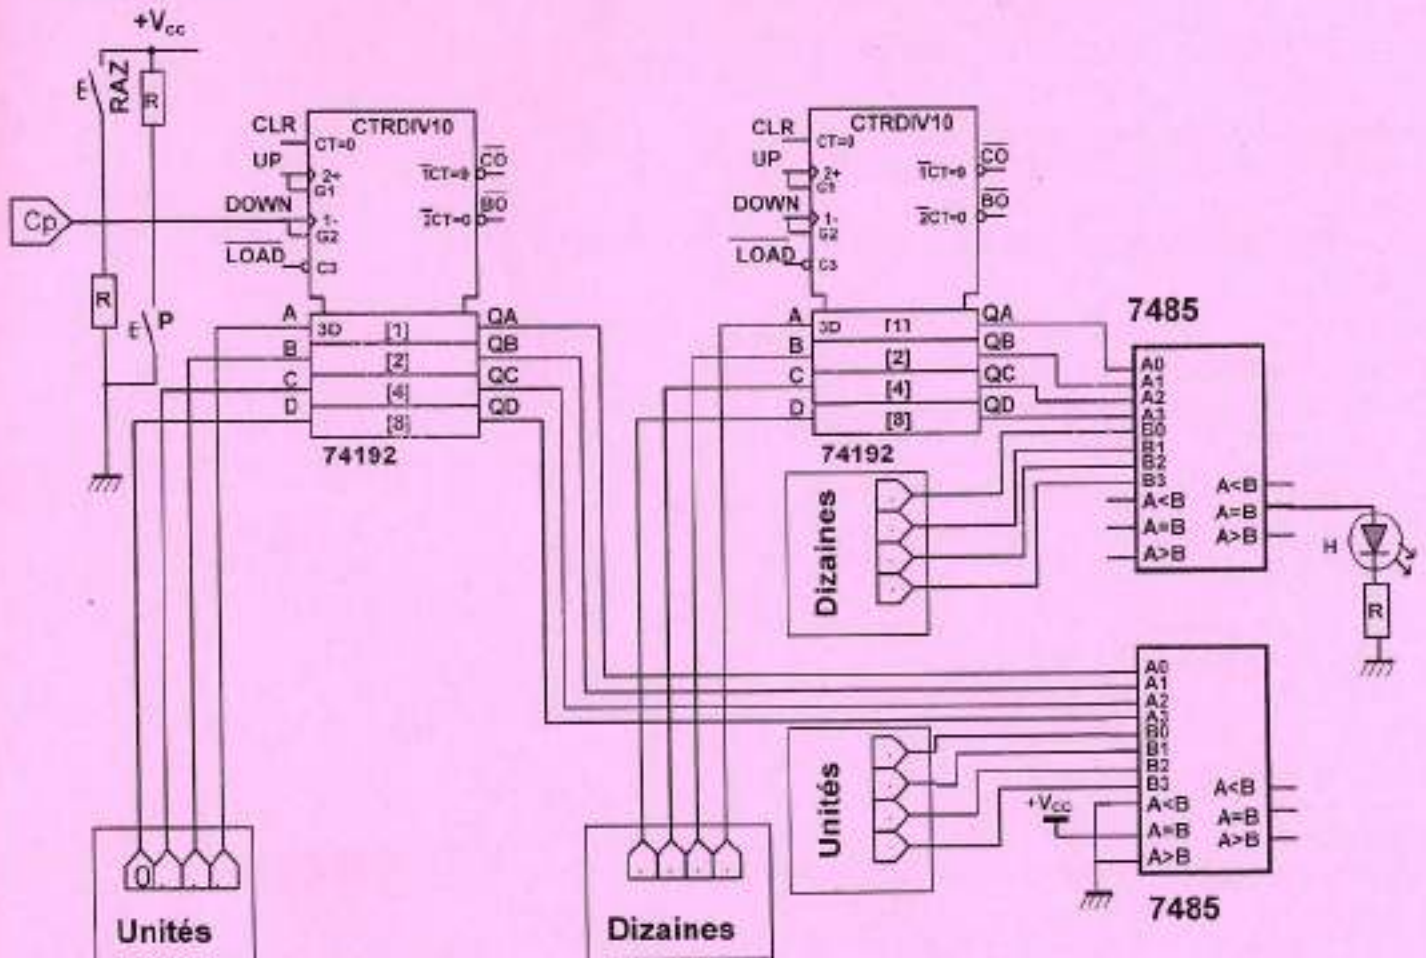 +Vcc
RAZ
E
R
Cp
R
E P
CLR
UP
DOWN
LOAD
CTRDIV10
CT=0
2+
G1
1-
G2
C3
1CT=9
CO
2CT=0
BO
A
B
C
D
3D
[1]
[2]
[4]
[8]
QA
QB
QC
QD
74192
CLR
UP
DOWN
LOAD
CTRDIV10
CT=0
2+
G1
1-
G2
C3
1CT=9
CO
2CT=0
BO
A
B
C
D
3D
[1]
[2]
[4]
[8]
QA
QB
QC
QD
74192
7485
A0
A1
A2
A3
B0
B1
B2
B3
A<B
A=B
A>B
A<B
A=B
A>B
H
R
Dizaines
Unités
A0
A1
A2
A3
B0
B1
B2
B3
A<B
A=B
A>B
A<B
A=B
A>B
+Vcc
7485
0
Unités
Dizaines